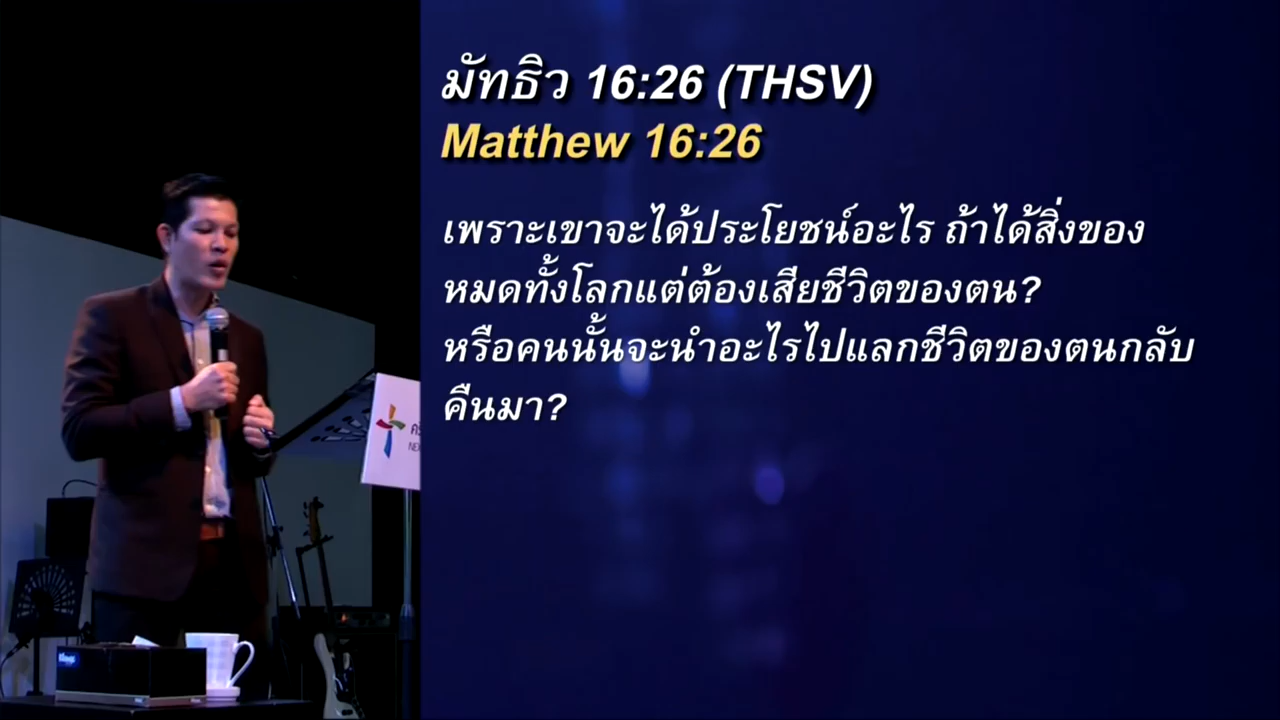 มัทธิว 16:26 (THSV)
Matthew 16:26
เพราะเขาจะได้ประโยชน์อะไร ถ้าได้สิ่งของ
หมดทั้งโลกแต่ต้องเสียชีวิตของตน?
หรือคนนั้นจะนำอะไรไปแลกชีวิตของตนกลับ
คืนมา?